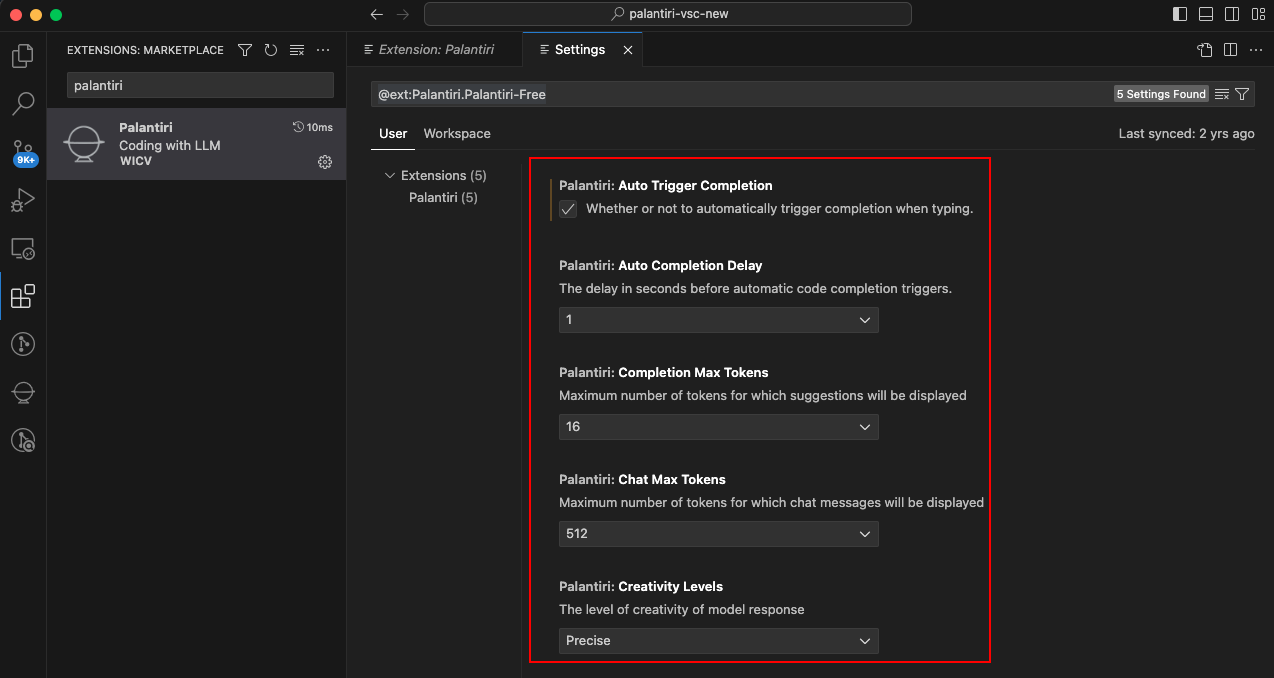 palantiri-vsc-new
EXTENSIONS: MARKETPLACE
palantiri
Palantiri
10ms
Coding with LLM
WICV
9K+
Extension: Palantiri
Settings
@ext:Palantiri.Palantiri-Free
5 Settings Found
User
Workspace
Last synced: 2 yrs ago
Extensions (5)
Palantiri (5)
Palantiri: Auto Trigger Completion
Whether or not to automatically trigger completion when typing.
Palantiri: Auto Completion Delay
The delay in seconds before automatic code completion triggers.
1
Palantiri: Completion Max Tokens
Maximum number of tokens for which suggestions will be displayed
16
Palantiri: Chat Max Tokens
Maximum number of tokens for which chat messages will be displayed
512
Palantiri: Creativity Levels
The level of creativity of model response
Precise